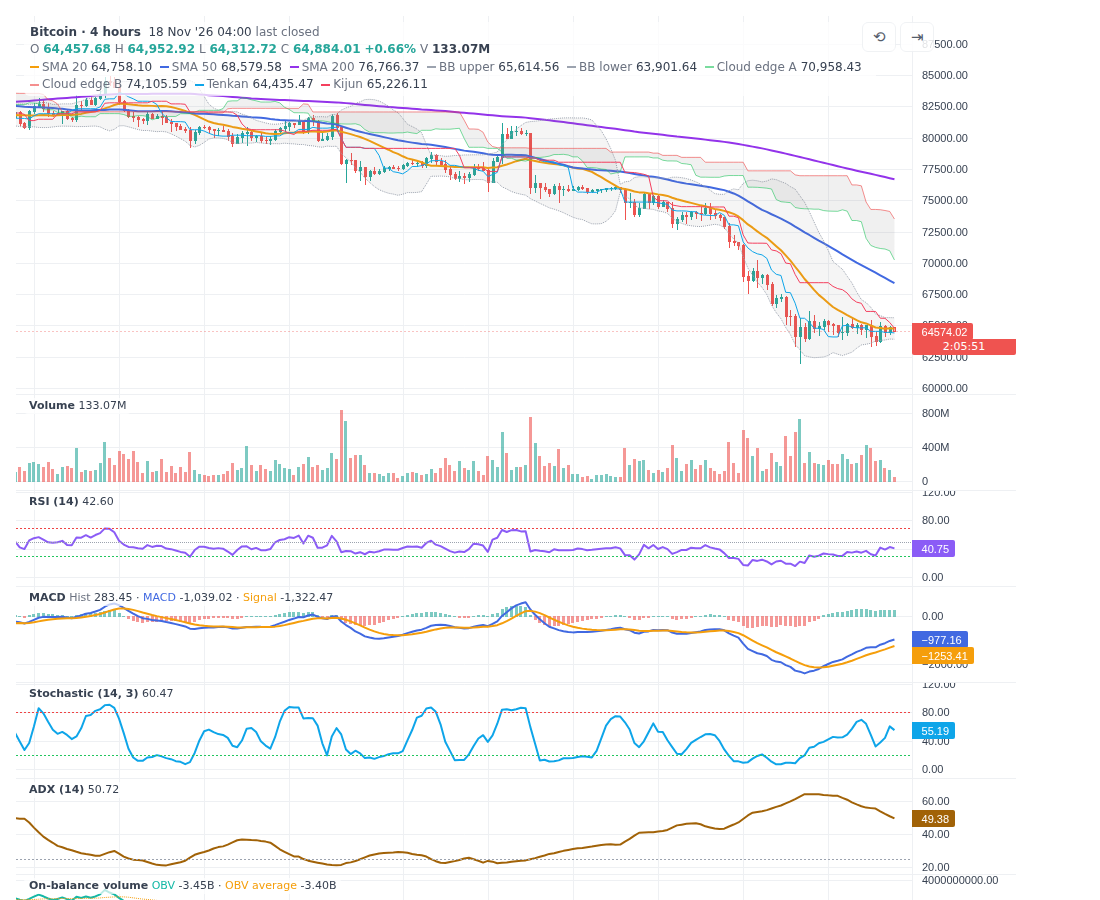 Bitcoin · 4 hours 18 Nov '26 04:00 last closed
O 64,457.68 H 64,952.92 L 64,312.72 C 64,884.01 +0.66% V 133.07M
SMA 20 64,758.10 SMA 50 68,579.58 SMA 200 76,766.37 BB upper 65,614.56 BB lower 63,901.64 Cloud edge A 70,958.43
Cloud edge B 74,105.59 Tenkan 64,435.47 Kijun 65,226.11
85000.00
82500.00
80000.00
77500.00
75000.00
72500.00
70000.00
67500.00
64574.02
2:05:51
62500.00
60000.00
Volume 133.07M
800M
400M
0
RSI (14) 42.60
120.00
80.00
40.75
0.00
MACD Hist 283.45 · MACD -1,039.02 · Signal -1,322.47
0.00
−977.16
−1253.41
−2000.00
Stochastic (14, 3) 60.47
120.00
80.00
55.19
40.00
0.00
ADX (14) 50.72
60.00
49.38
40.00
20.00
On-balance volume OBV -3.45B · OBV average -3.40B
4000000000.00